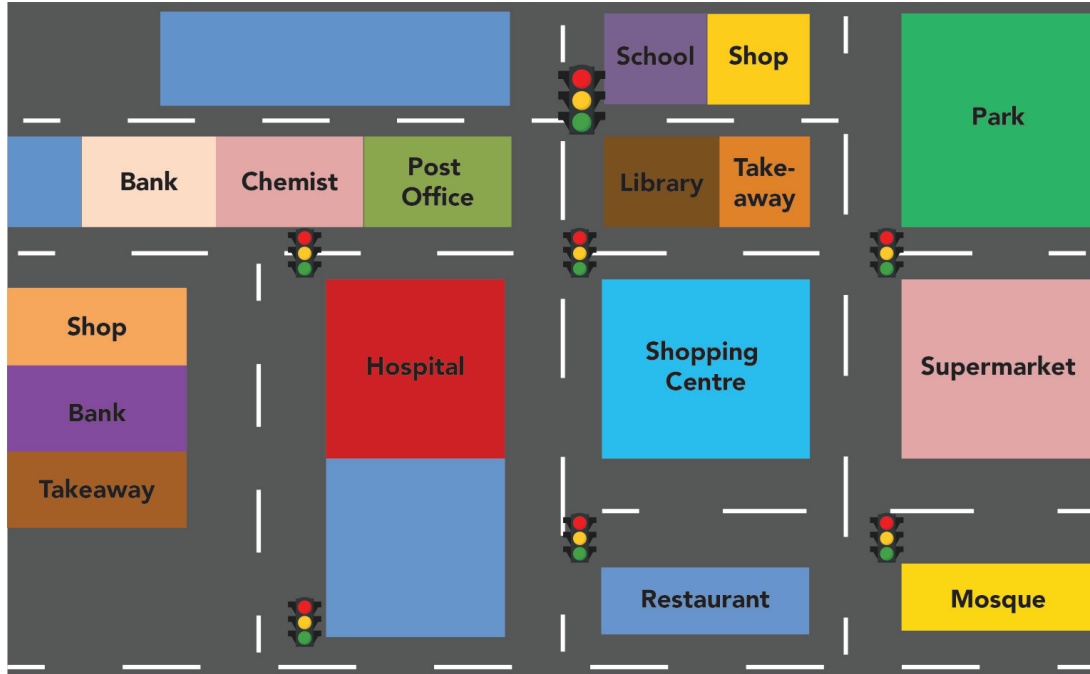 School
Shop
Park
Bank
Chemist
Post
Office
Library
Take-
away
Shop
Hospital
Shopping
Centre
Supermarket
Bank
Takeaway
Restaurant
Mosque